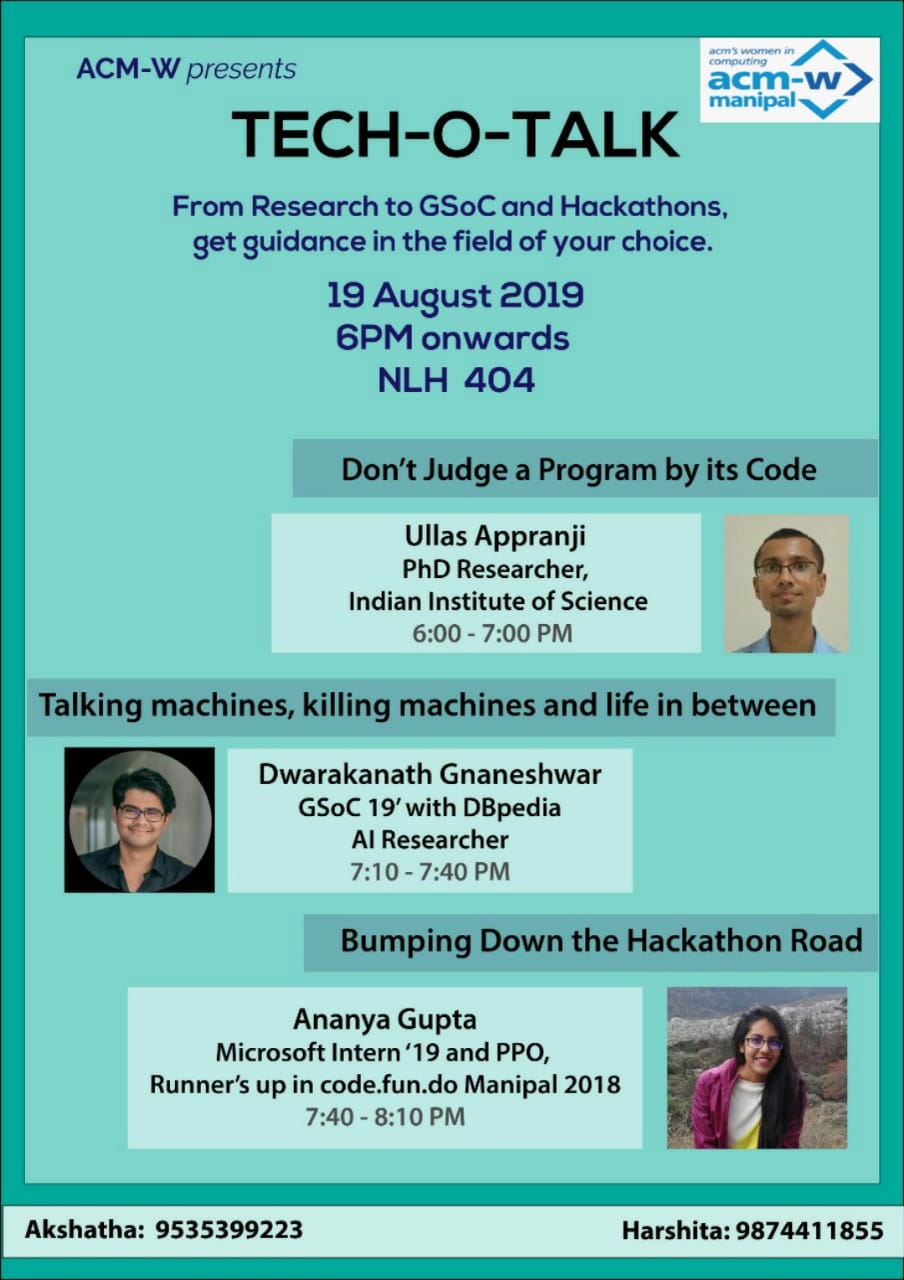 ACM-W presents
acm's women in
computing
acm-w
manipal
TECH-O-TALK
From Research to GSoC and Hackathons,
get guidance in the field of your choice.
19 August 2019
6PM onwards
NLH 404
Don't Judge a Program by its Code
Ullas Appranji
PhD Researcher,
Indian Institute of Science
6:00 - 7:00 PM
Talking machines, killing machines and life in between
Dwarakanath Gnaneshwar
GSoC 19’ with DBpedia
AI Researcher
7:10 - 7:40 PM
Bumping Down the Hackathon Road
Ananya Gupta
Microsoft Intern ‘19 and PPO,
Runner’s up in code.fun.do Manipal 2018
7:40 - 8:10 PM
Akshatha: 9535399223
Harshita: 9874411855